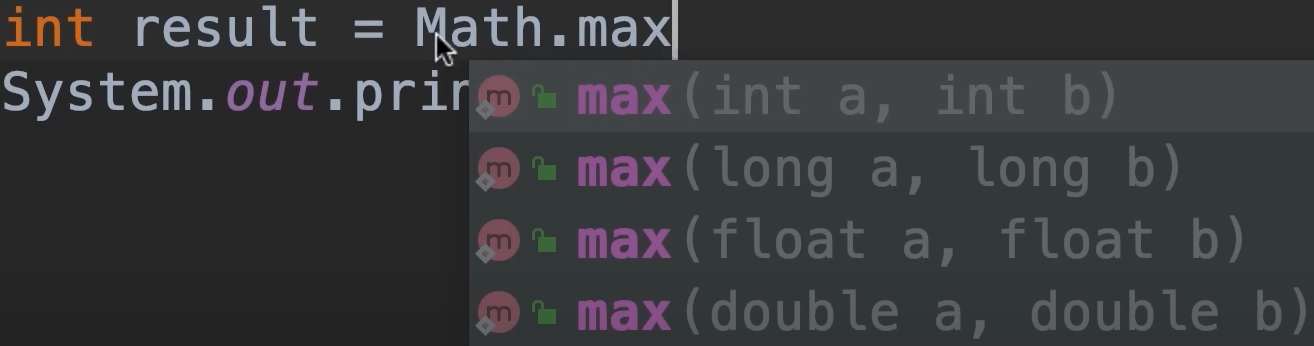 int result = Math.max
System.out.prin
m max(int a, int b)
m max(long a, long b)
m max(float a, float b)
m max(double a, double b)